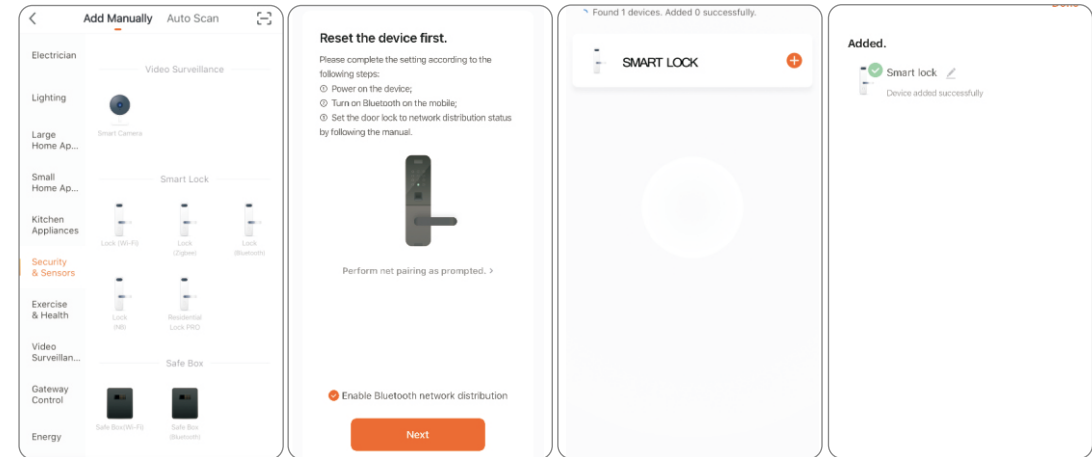 Add Manually
Auto Scan
Electrician
Lighting
Large
Home Ap...
Small
Home Ap...
Kitchen
Appliances
Security
& Sensors
Exercise
& Health
Video
Surveillan...
Gateway
Control
Energy
Video Surveillance
Smart Camera
Smart Lock
Lock (Wi-Fi)
Lock
(Zigbee)
Lock
(Bluetooth)
Lock
(NB)
Residential
Lock PRO
Safe Box
Safe Box(Wi-Fi)
Safe Box
(Bluetooth)
Reset the device first.
Please complete the setting according to the
following steps:
① Power on the device;
① Turn on Bluetooth on the mobile;
① Set the door lock to network distribution status
by following the manual.
Perform net pairing as prompted. >
Enable Bluetooth network distribution
Next
Found 1 devices. Added 0 successfully.
SMART LOCK
Added.
Smart lock
Device added successfully